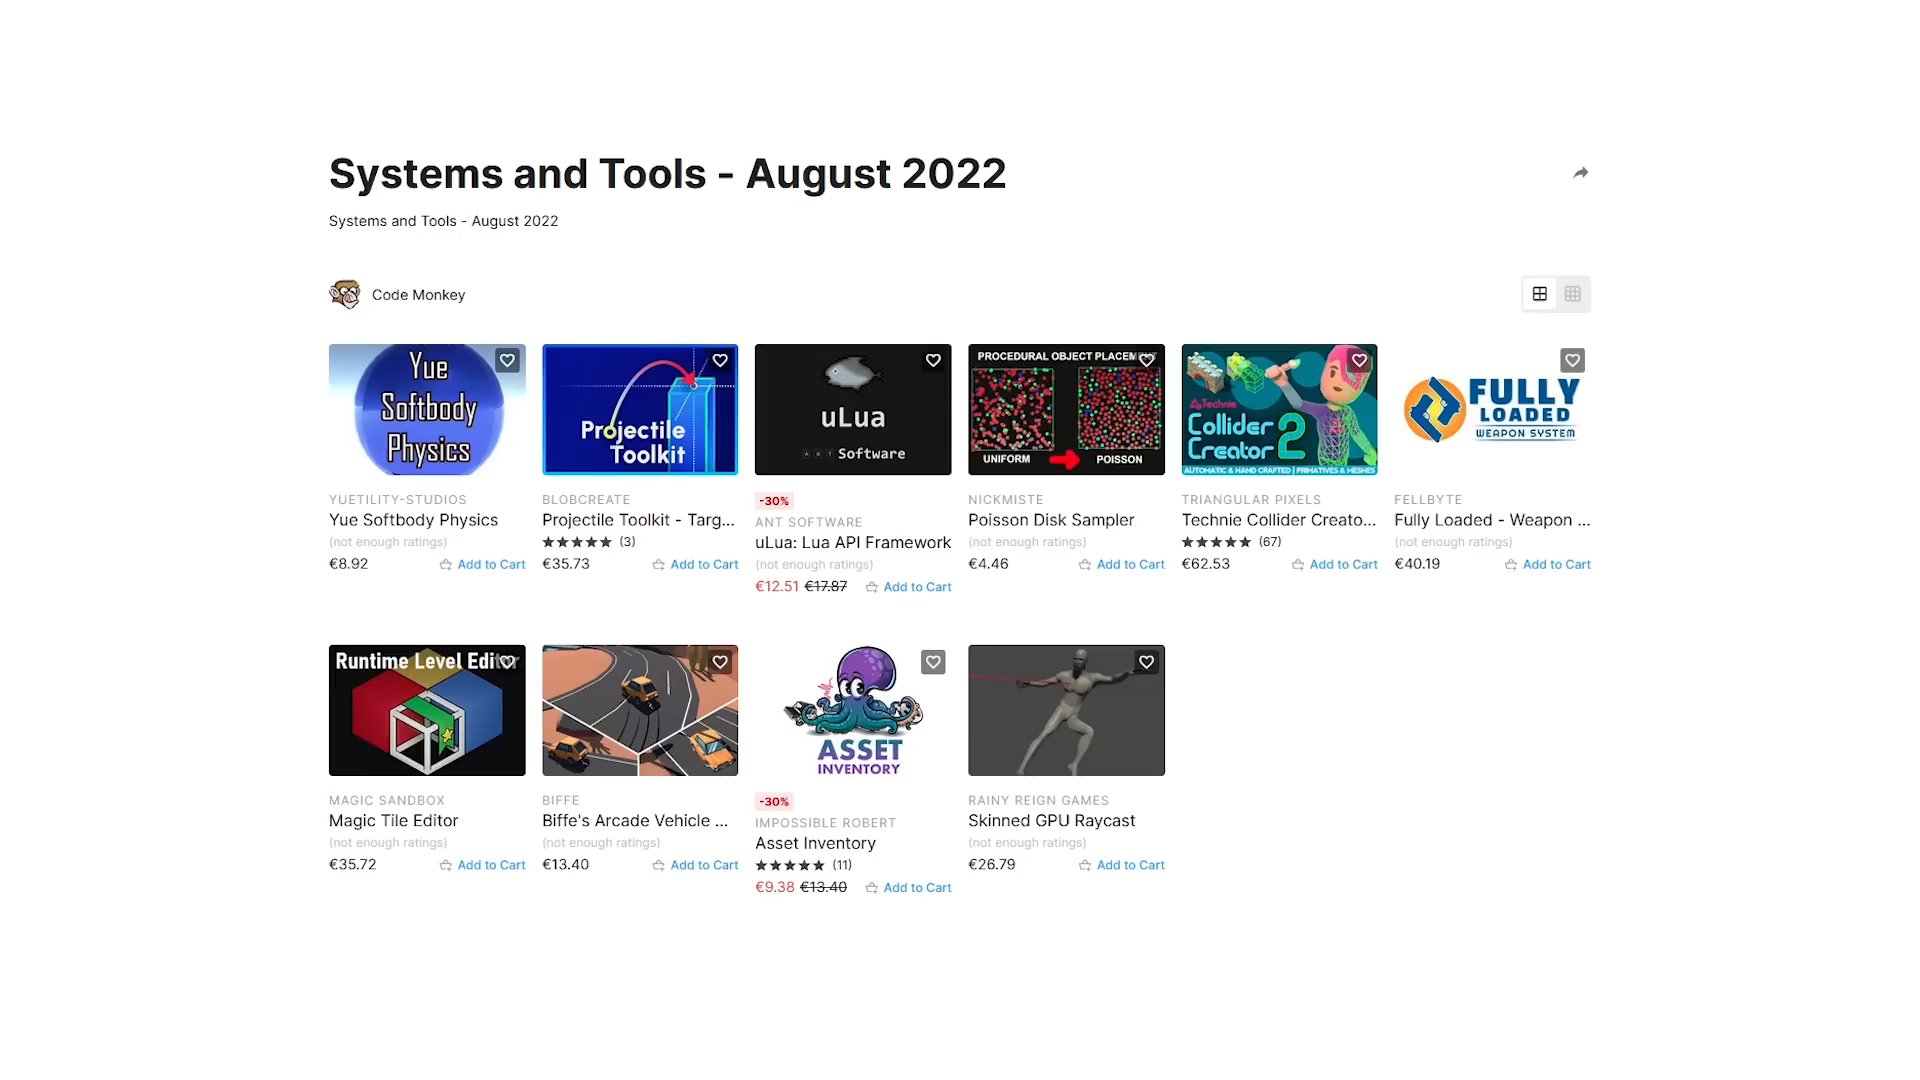 Systems and Tools - August 2022
Systems and Tools - August 2022
Code Monkey
Yue
Softbody
Physics
YUETILITY-STUDIOS
Yue Softbody Physics
(not enough ratings)
€8.92 Add to Cart
Projectile
Toolkit
BLOBCREATE
Projectile Toolkit - Targ...
(3)
€35.73 Add to Cart
uLua
ANT Software
-30%
ANT SOFTWARE
uLua: Lua API Framework
(not enough ratings)
€12.51 €17.87 Add to Cart
PROCEDURAL OBJECT PLACEMENT
UNIFORM POISSON
NICKMISTE
Poisson Disk Sampler
(not enough ratings)
€4.46 Add to Cart
Technie
Collider
Creator 2
AUTOMATIC & HAND CRAFTED | PRIMATIVES & MESHES
TRIANGULAR PIXELS
Technie Collider Creato...
(67)
€62.53 Add to Cart
FULLY
LOADED
WEAPON SYSTEM
FELLBYTE
Fully Loaded - Weapon ...
(not enough ratings)
€40.19 Add to Cart
Runtime Level Editor
MAGIC SANDBOX
Magic Tile Editor
(not enough ratings)
€35.72 Add to Cart
BIFFE
Biffe's Arcade Vehicle ...
(not enough ratings)
€13.40 Add to Cart
ASSET
INVENTORY
-30%
IMPOSSIBLE ROBERT
Asset Inventory
(11)
€9.38 €13.40 Add to Cart
RAINY REIGN GAMES
Skinned GPU Raycast
(not enough ratings)
€26.79 Add to Cart